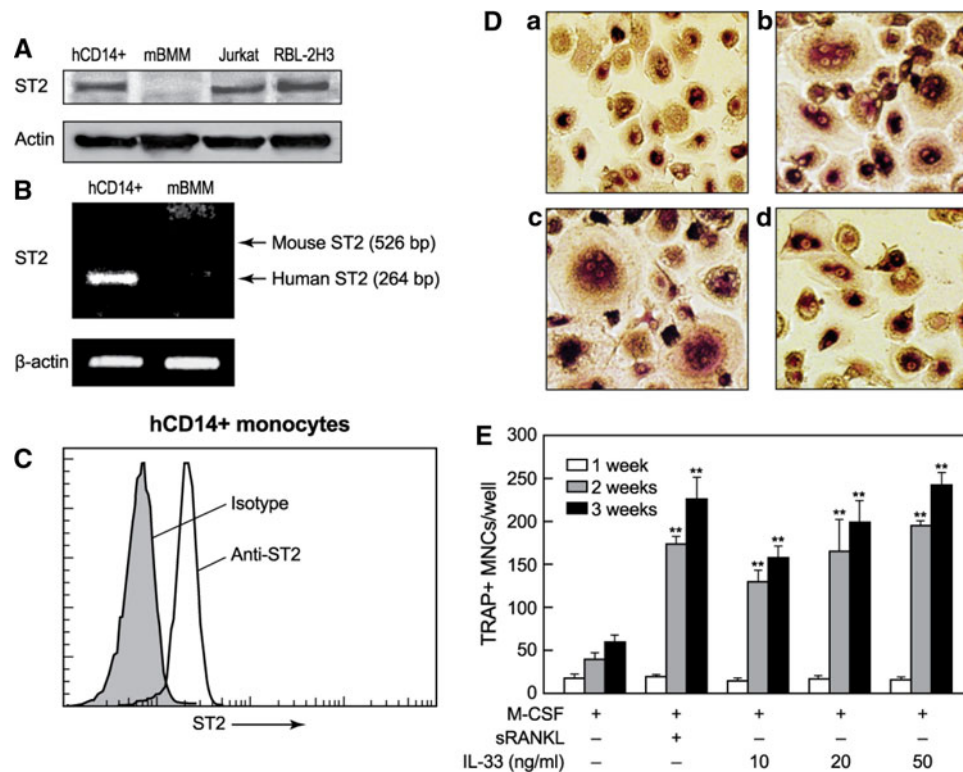 A
hCD14+ mBMM Jurkat RBL-2H3
ST2
Actin
B
hCD14+ mBMM
ST2
Mouse ST2 (526 bp)
Human ST2 (264 bp)
β-actin
hCD14+ monocytes
C
Isotype
Anti-ST2
ST2
D
a
b
c
d
E
300
250
200
150
100
50
0
TRAP+ MNCs/well
1 week
2 weeks
3 weeks
** ** ** ** ** ** ** **
M-CSF + + + + +
sRANKL – + – – –
IL-33 (ng/ml) – – 10 20 50